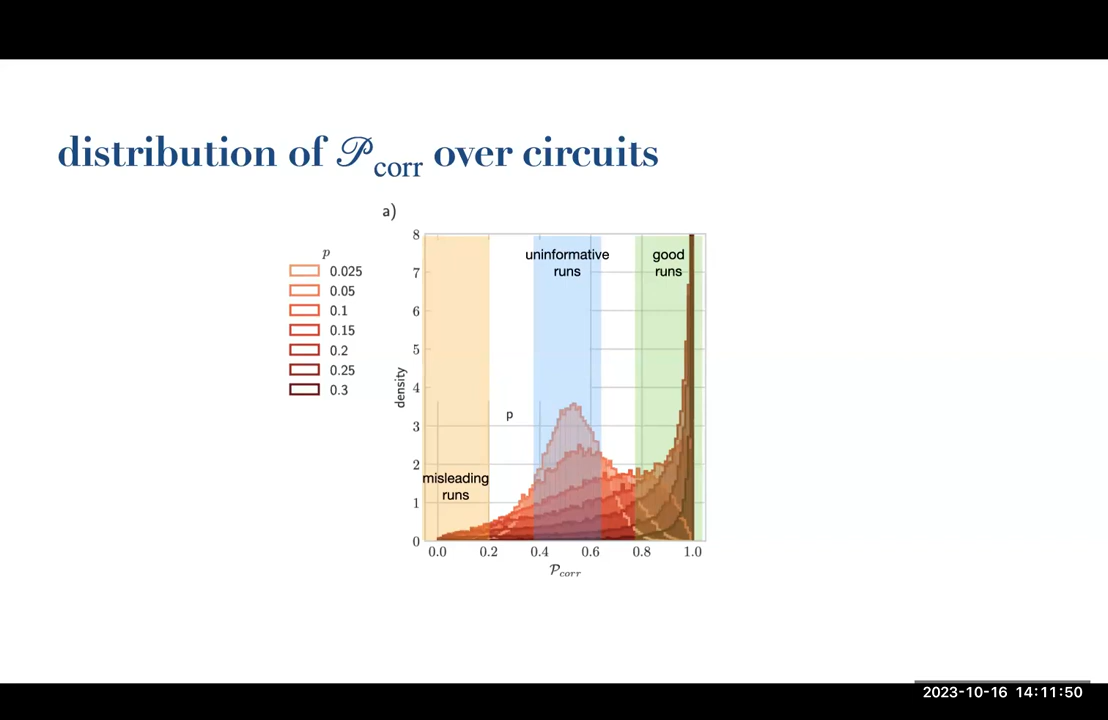 distribution of 𝒫corr over circuits
a)
p
0.025
0.05
0.1
0.15
0.2
0.25
0.3
8
7
6
5
4
3
2
1
0
density
uninformative
runs
good
runs
p
misleading
runs
0.0 0.2 0.4 0.6 0.8 1.0
𝒫corr
2023-10-16 14:11:50